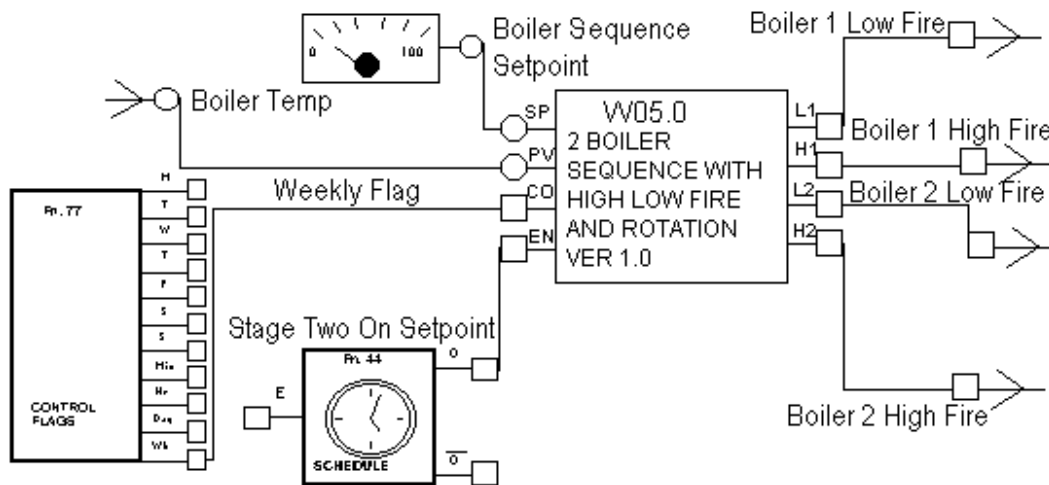 Boiler 1 Low Fire
0 100
Boiler Sequence
Setpoint
Boiler Temp
SP
PV
CO
EN
W05.0
2 BOILER
SEQUENCE WITH
HIGH LOW FIRE
AND ROTATION
VER 1.0
L1
H1
L2
H2
Boiler 1 High Fire
Boiler 2 Low Fire
Boiler 2 High Fire
Weekly Flag
Fn. 77
M
T
W
T
F
S
S
Min
Hr
Day
Wk
CONTROL
FLAGS
Stage Two On Setpoint
Fn. 44
E
O
O
SCHEDULE